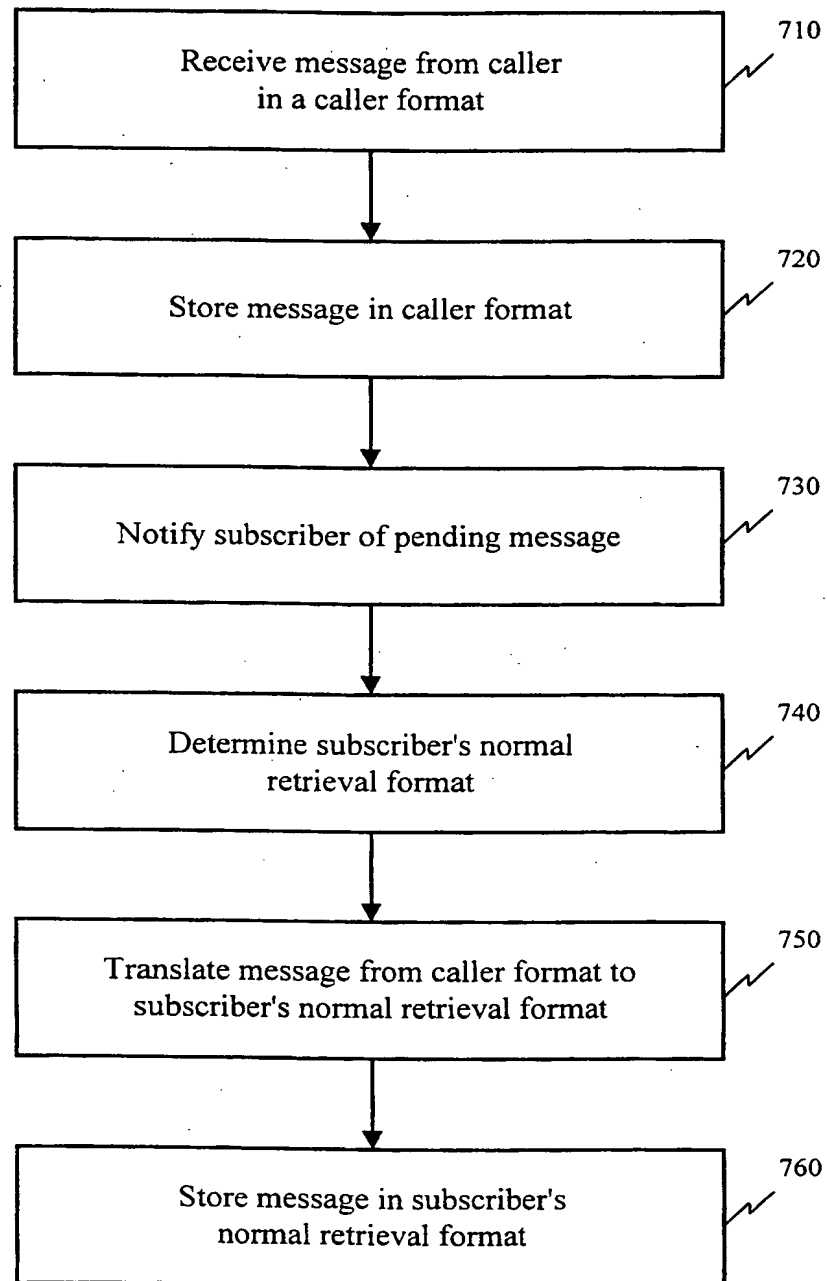 710
Receive message from caller
in a caller format
720
Store message in caller format
730
Notify subscriber of pending message
740
Determine subscriber's normal
retrieval format
750
Translate message from caller format to
subscriber's normal retrieval format
760
Store message in subscriber's
normal retrieval format